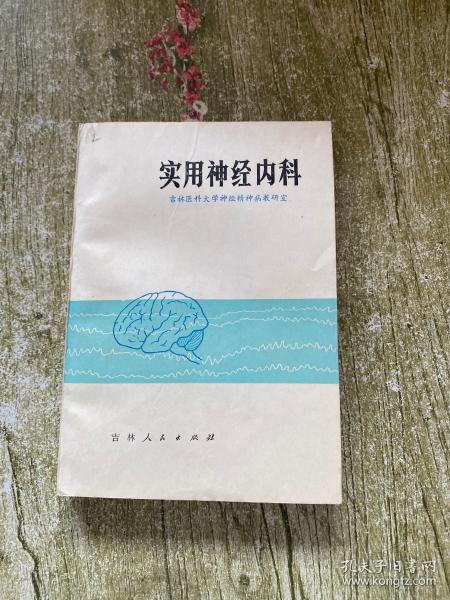 实用神经内科
吉林医科大学神经精神病教研室
吉林人民出版社
孔夫子旧书网
www.kongfz.com